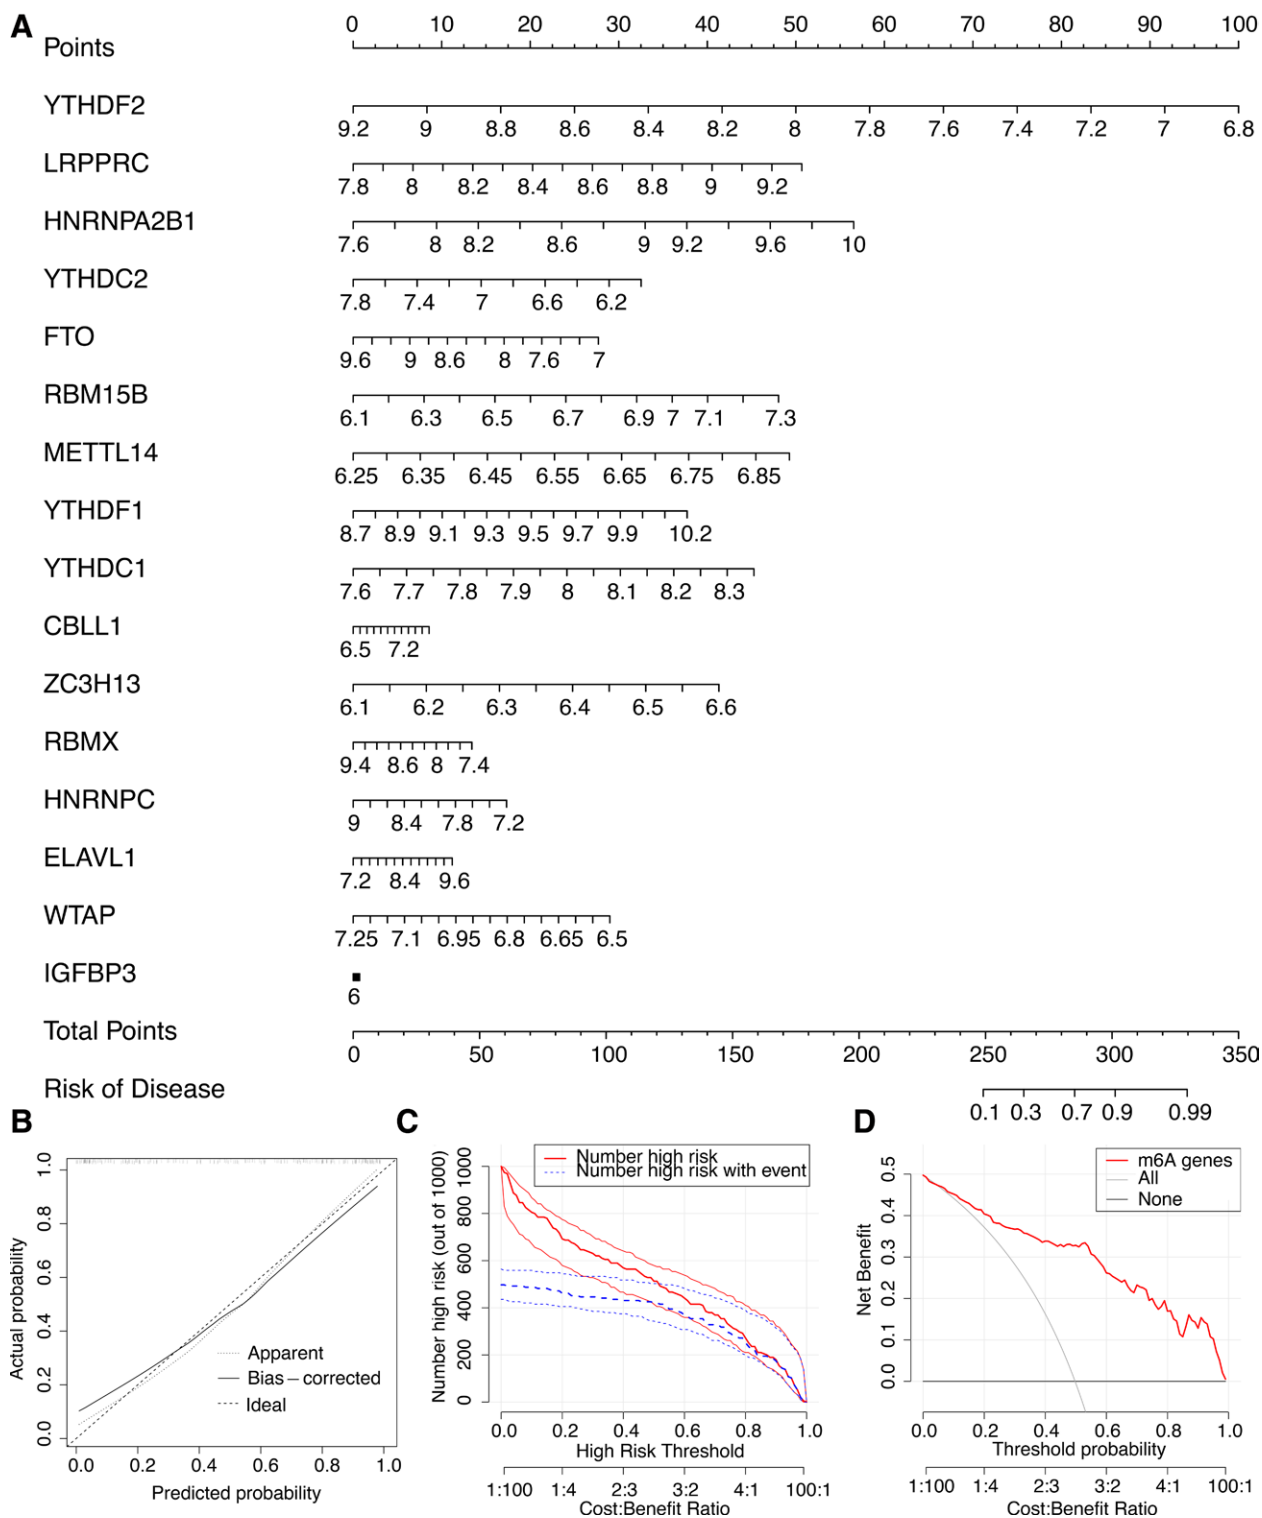 A
0 10 20 30 40 50 60 70 80 90 100
Points
YTHDF2
9.2 9 8.8 8.6 8.4 8.2 8 7.8 7.6 7.4 7.2 7 6.8
LRPPRC
7.8 8 8.2 8.4 8.6 8.8 9 9.2
HNRNPA2B1
7.6 8 8.2 8.6 9 9.2 9.6 10
YTHDC2
7.8 7.4 7 6.6 6.2
FTO
9.6 9 8.6 8 7.6 7
RBM15B
6.1 6.3 6.5 6.7 6.9 7 7.1 7.3
METTL14
6.25 6.35 6.45 6.55 6.65 6.75 6.85
YTHDF1
8.7 8.9 9.1 9.3 9.5 9.7 9.9 10.2
YTHDC1
7.6 7.7 7.8 7.9 8 8.1 8.2 8.3
CBLL1
6.5 7.2
ZC3H13
6.1 6.2 6.3 6.4 6.5 6.6
RBMX
9.4 8.6 8 7.4
HNRNPC
9 8.4 7.8 7.2
ELAVL1
7.2 8.4 9.6
WTAP
7.25 7.1 6.95 6.8 6.65 6.5
IGFBP3
6
Total Points
0 50 100 150 200 250 300 350
Risk of Disease
0.1 0.3 0.7 0.9 0.99
B
Actual probability
1.0
0.8
0.6
0.4
0.2
0.0
Apparent
Bias – corrected
Ideal
0.0 0.2 0.4 0.6 0.8 1.0
Predicted probability
C
Number high risk (out of 1000)
1000
800
600
400
200
0
Number high risk
Number high risk with event
0.0 0.2 0.4 0.6 0.8 1.0
High Risk Threshold
1:100 1:4 2:3 3:2 4:1 100:1
Cost:Benefit Ratio
D
Net Benefit
0.5
0.4
0.3
0.2
0.1
0.0
m6A genes
All
None
0.0 0.2 0.4 0.6 0.8 1.0
Threshold probability
1:100 1:4 2:3 3:2 4:1 100:1
Cost:Benefit Ratio